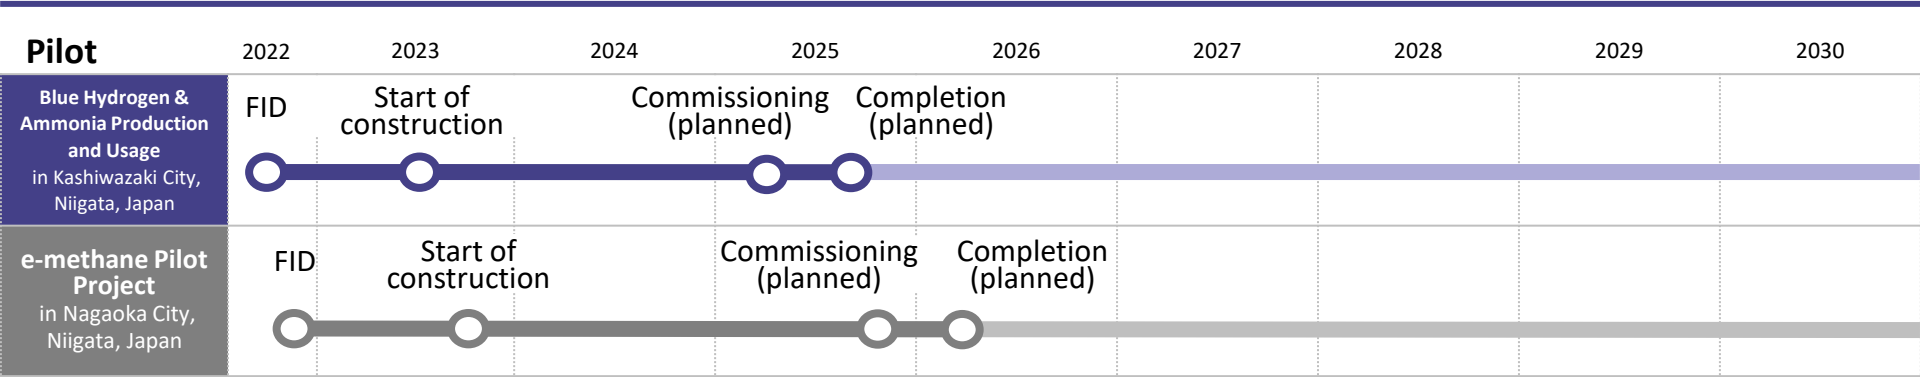 Pilot
2022 2023 2024 2025 2026 2027 2028 2029 2030
Blue Hydrogen &
Ammonia Production
and Usage
in Kashiwazaki City,
Niigata, Japan
FID
Start of
construction
Commissioning
(planned)
Completion
(planned)
e-methane Pilot
Project
in Nagaoka City,
Niigata, Japan
FID
Start of
construction
Commissioning
(planned)
Completion
(planned)